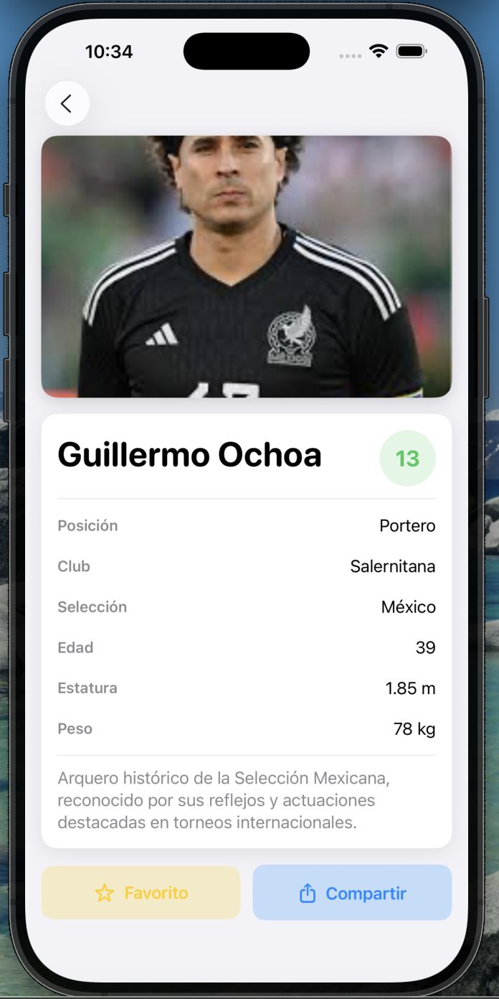 10:34
Guillermo Ochoa
13
Posición
Portero
Club
Salernitana
Selección
México
Edad
39
Estatura
1.85 m
Peso
78 kg
Arquero histórico de la Selección Mexicana,
reconocido por sus reflejos y actuaciones
destacadas en torneos internacionales.
Favorito
Compartir